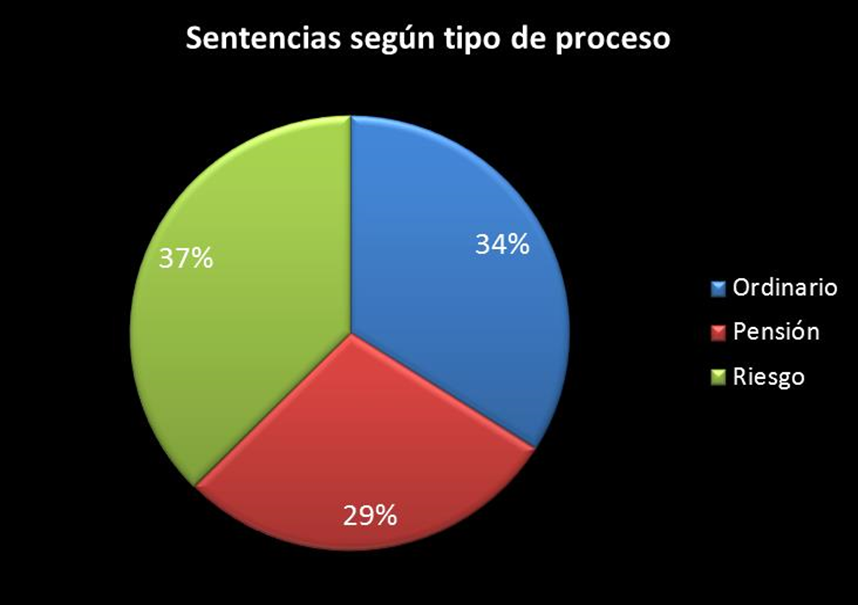 Sentencias según tipo de proceso
34%
37%
29%
Ordinario
Pensión
Riesgo